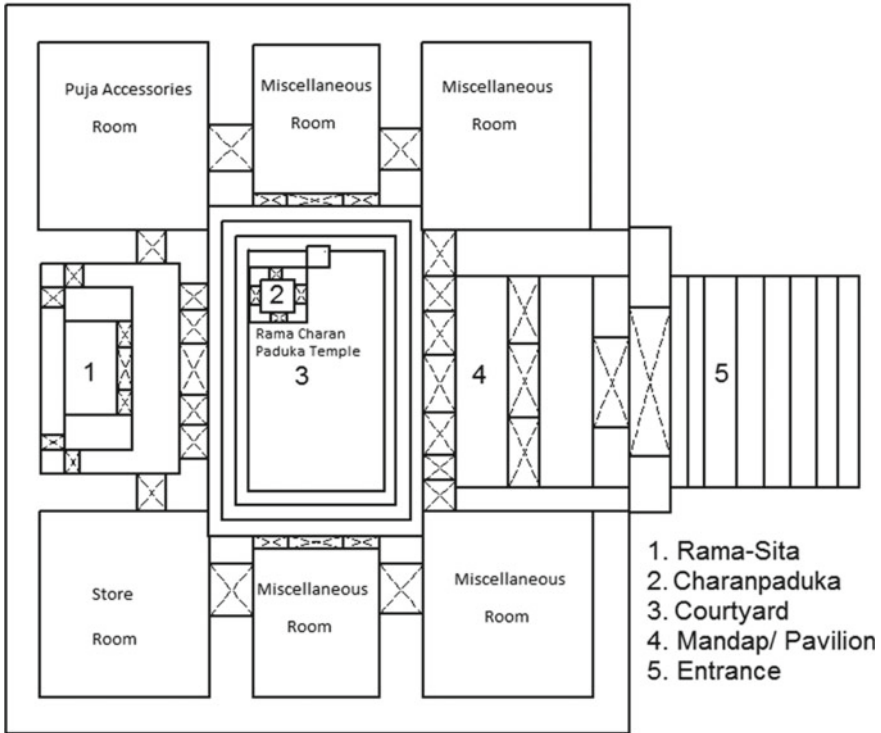 Puja Accessories
Room
Miscellaneous
Room
Miscellaneous
Room
2
Rama Charan
Paduka Temple
1
3
4
5
Store
Room
Miscellaneous
Room
Miscellaneous
Room
1. Rama-Sita
2. Charanpaduka
3. Courtyard
4. Mandap/ Pavilion
5. Entrance